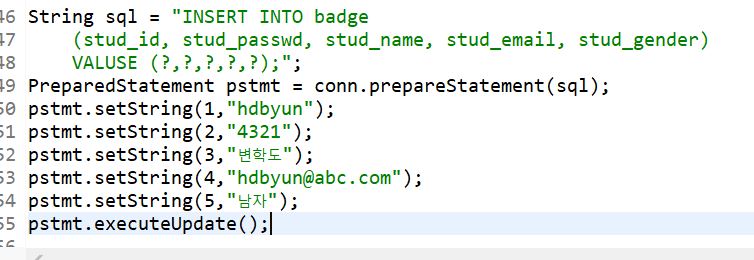 46 String sql = "INSERT INTO badge
47 (stud_id, stud_passwd, stud_name, stud_email, stud_gender)
48 VALUSE (?,?,?,?,?);";
49 PreparedStatement pstmt = conn.prepareStatement(sql);
50 pstmt.setString(1,"hdbyun");
51 pstmt.setString(2,"4321");
52 pstmt.setString(3,"변학도");
53 pstmt.setString(4,"hdbyun@abc.com");
54 pstmt.setString(5,"남자");
55 pstmt.executeUpdate();
56